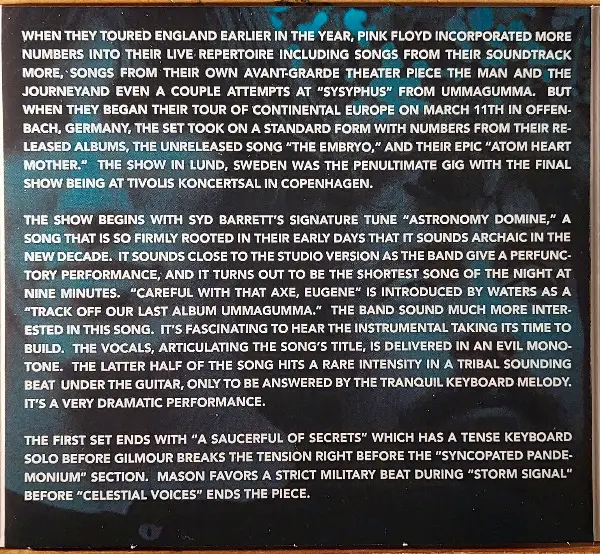 WHEN THEY TOURED ENGLAND EARLIER IN THE YEAR, PINK FLOYD INCORPORATED MORE
NUMBERS INTO THEIR LIVE REPERTOIRE INCLUDING SONGS FROM THEIR SOUNDTRACK
MORE, SONGS FROM THEIR OWN AVANT-GRARDE THEATER PIECE THE MAN AND THE
JOURNEYAND EVEN A COUPLE ATTEMPTS AT "SYSYPHUS" FROM UMMAGUMMA. BUT
WHEN THEY BEGAN THEIR TOUR OF CONTINENTAL EUROPE ON MARCH 11TH IN OFFEN-
BACH, GERMANY, THE SET TOOK ON A STANDARD FORM WITH NUMBERS FROM THEIR RE-
LEASED ALBUMS, THE UNRELEASED SONG "THE EMBRYO," AND THEIR EPIC "ATOM HEART
MOTHER." THE SHOW IN LUND, SWEDEN WAS THE PENULTIMATE GIG WITH THE FINAL
SHOW BEING AT TIVOLIS KONCERTSAL IN COPENHAGEN.
THE SHOW BEGINS WITH SYD BARRETT'S SIGNATURE TUNE "ASTRONOMY DOMINE," A
SONG THAT IS SO FIRMLY ROOTED IN THEIR EARLY DAYS THAT IT SOUNDS ARCHAIC IN THE
NEW DECADE. IT SOUNDS CLOSE TO THE STUDIO VERSION AS THE BAND GIVE A PERFUNC-
TORY PERFORMANCE, AND IT TURNS OUT TO BE THE SHORTEST SONG OF THE NIGHT AT
NINE MINUTES. "CAREFUL WITH THAT AXE, EUGENE" IS INTRODUCED BY WATERS AS A
"TRACK OFF OUR LAST ALBUM UMMAGUMMA." THE BAND SOUND MUCH MORE INTER-
ESTED IN THIS SONG. IT'S FASCINATING TO HEAR THE INSTRUMENTAL TAKING ITS TIME TO
BUILD. THE VOCALS, ARTICULATING THE SONG'S TITLE, IS DELIVERED IN AN EVIL MONO-
TONE. THE LATTER HALF OF THE SONG HITS A RARE INTENSITY IN A TRIBAL SOUNDING
BEAT UNDER THE GUITAR, ONLY TO BE ANSWERED BY THE TRANQUIL KEYBOARD MELODY.
IT'S A VERY DRAMATIC PERFORMANCE.
THE FIRST SET ENDS WITH "A SAUCERFUL OF SECRETS" WHICH HAS A TENSE KEYBOARD
SOLO BEFORE GILMOUR BREAKS THE TENSION RIGHT BEFORE THE "SYNCOPATED PANDE-
MONIUM" SECTION. MASON FAVORS A STRICT MILITARY BEAT DURING "STORM SIGNAL"
BEFORE "CELESTIAL VOICES" ENDS THE PIECE.